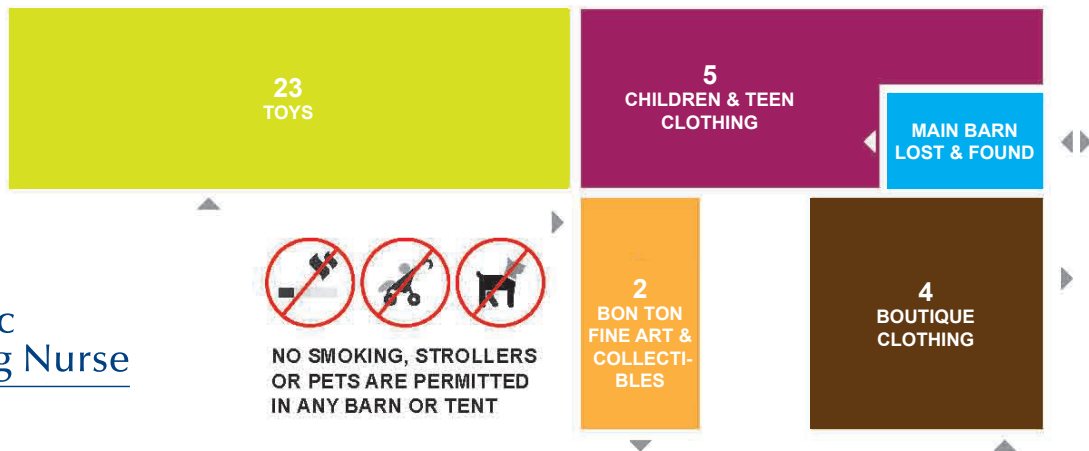 23
TOYS
5
CHILDREN & TEEN
CLOTHING
MAIN BARN
LOST & FOUND
c
g Nurse
NO SMOKING, STROLLERS
OR PETS ARE PERMITTED
IN ANY BARN OR TENT
2
BON TON
FINE ART &
COLLECTI-
BLES
4
BOUTIQUE
CLOTHING